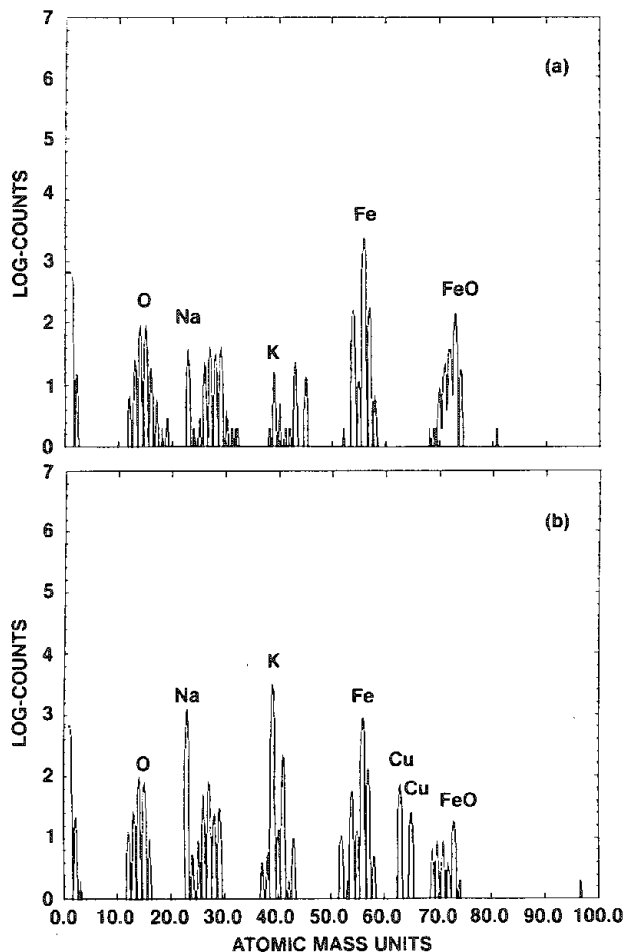 7
(a)
6
5
4
LOG-COUNTS
Fe
3
O
Na
FeO
2
K
1
0
7
(b)
6
5
4
LOG-COUNTS
K
Na
Fe
3
Cu
O
Cu
FeO
2
1
0
0.0 10.0 20.0 30.0 40.0 50.0 60.0 70.0 80.0 90.0 100.0
ATOMIC MASS UNITS